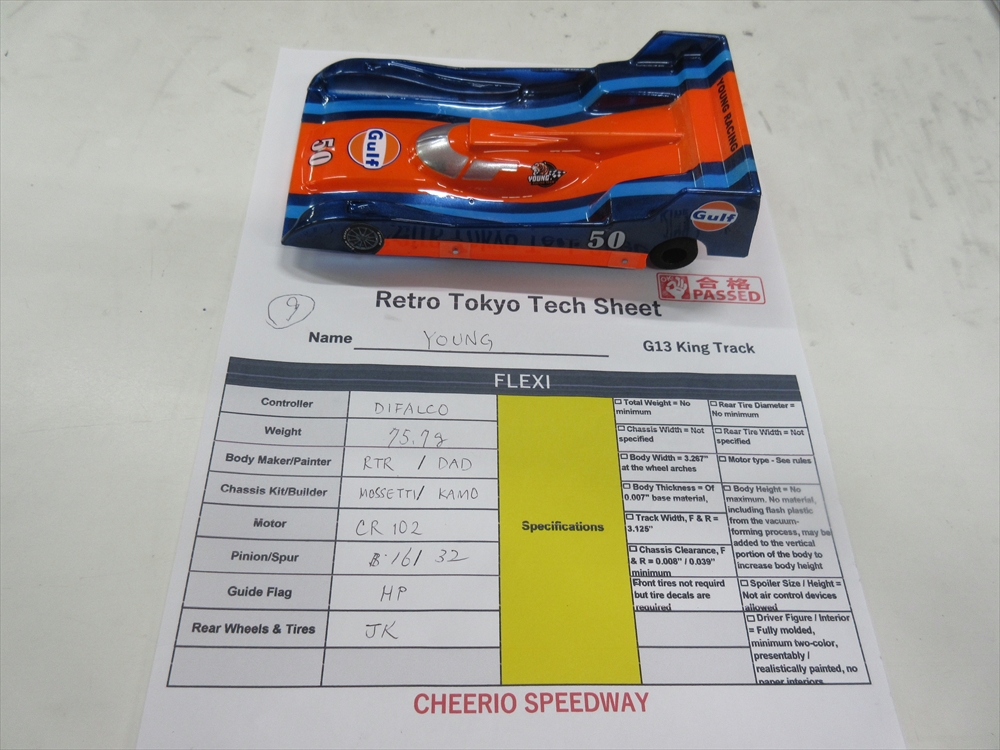 YOUNG RACING
50
Gulf
YOUNG
Gulf
50
合格
PASSED
9
Retro Tokyo Tech Sheet
Name YOUNG
G13 King Track
FLEXI
Controller DIFALCO
Weight 75.7g
Body Maker/Painter RTR / DAD
Chassis Kit/Builder MOSSETTI/ KAMO
Motor CR 102
Pinion/Spur 16/ 32
Guide Flag HP
Rear Wheels & Tires JK
Specifications
☐ Total Weight = No
minimum
☐ Chassis Width = Not
specified
☐ Body Width = 3.267"
at the wheel arches
☐ Body Thickness = Of
0.007" base material,
☐ Track Width, F & R =
3.125"
☐ Chassis Clearance, F
& R = 0.008" / 0.039"
minimum
Front tires not requird
but tire decals are
required
☐ Rear Tire Diameter =
No minimum
☐ Rear Tire Width = Not
specified
☐ Motor type - See rules
☐ Body Height = No
maximum. No material,
including flash plastic
from the vacuum-
forming process, may be
added to the vertical
portion of the body to
increase body height
☐ Spoiler Size / Height =
Not air control devices
allowed
☐ Driver Figure / Interior
= Fully molded,
minimum two-color,
presentably /
realistically painted, no
paper interiors
CHEERIO SPEEDWAY